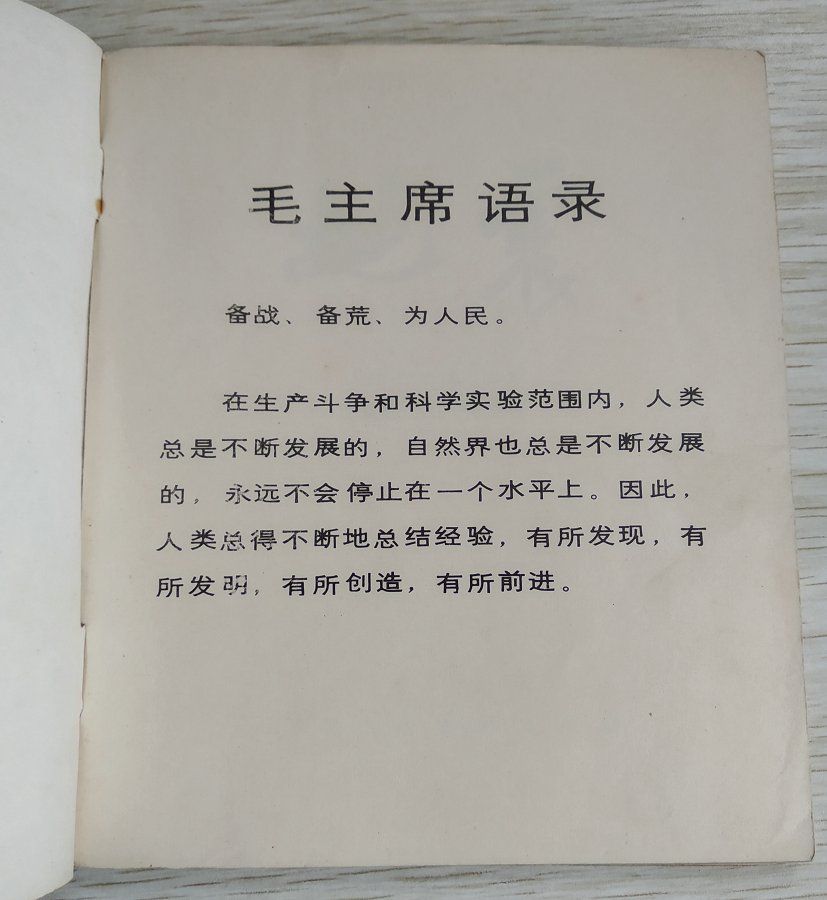 毛主席语录
备战、备荒、为人民。
在生产斗争和科学实验范围内，人类
总是不断发展的，自然界也总是不断发展
的，永远不会停止在一个水平上。因此，
人类总得不断地总结经验，有所发现，有
所发明，有所创造，有所前进。